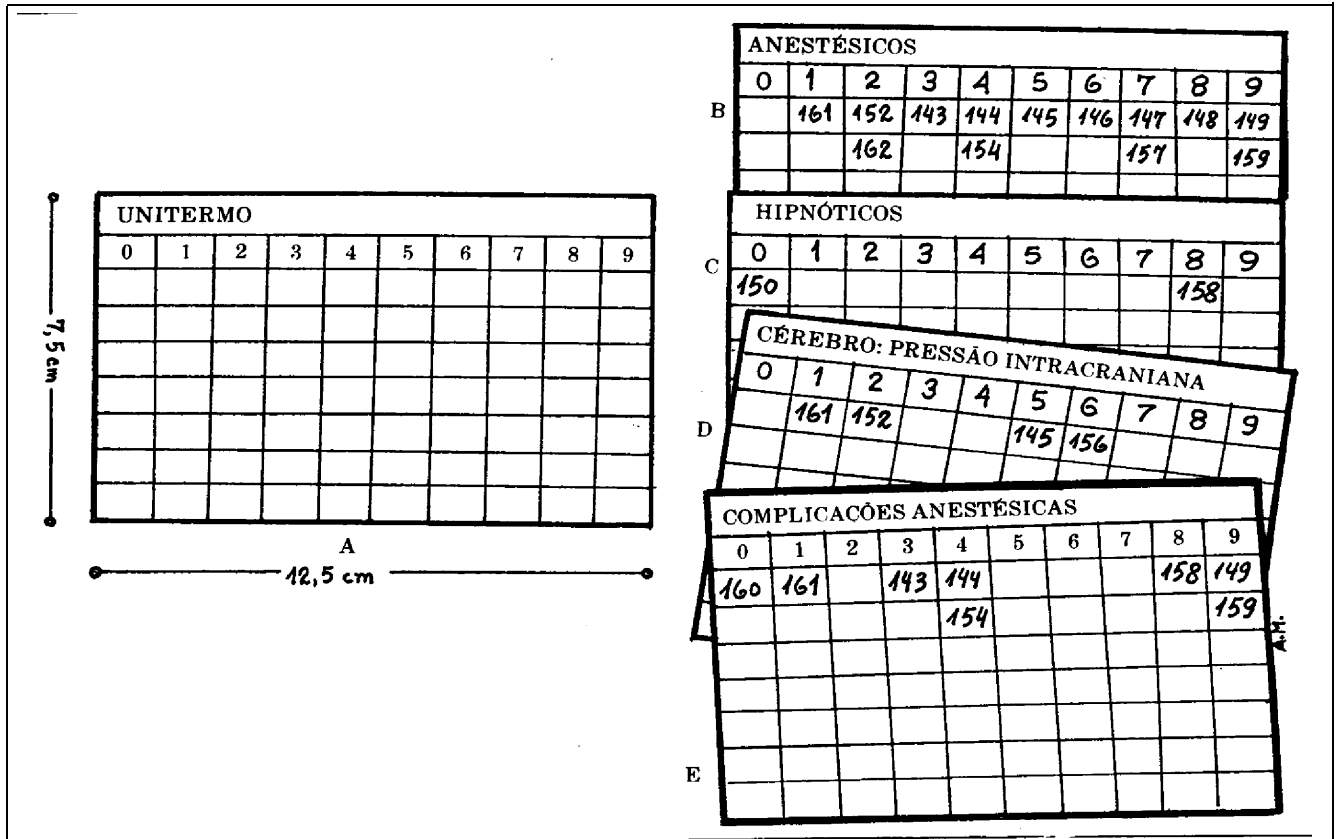 UNITERMO
0 1 2 3 4 5 6 7 8 9
7,5 cm
A
12,5 cm
B
ANESTÉSICOS
0 1 2 3 4 5 6 7 8 9
161 152 143 144 145 146 147 148 149
162 154 157 159
C
HIPNÓTICOS
0 1 2 3 4 5 6 7 8 9
150 158
D
CÉREBRO: PRESSÃO INTRACRANIANA
0 1 2 3 4 5 6 7 8 9
161 152 145 156
E
COMPLICAÇÕES ANESTÉSICAS
0 1 2 3 4 5 6 7 8 9
160 161 143 144 158 149
154 159
A.M.